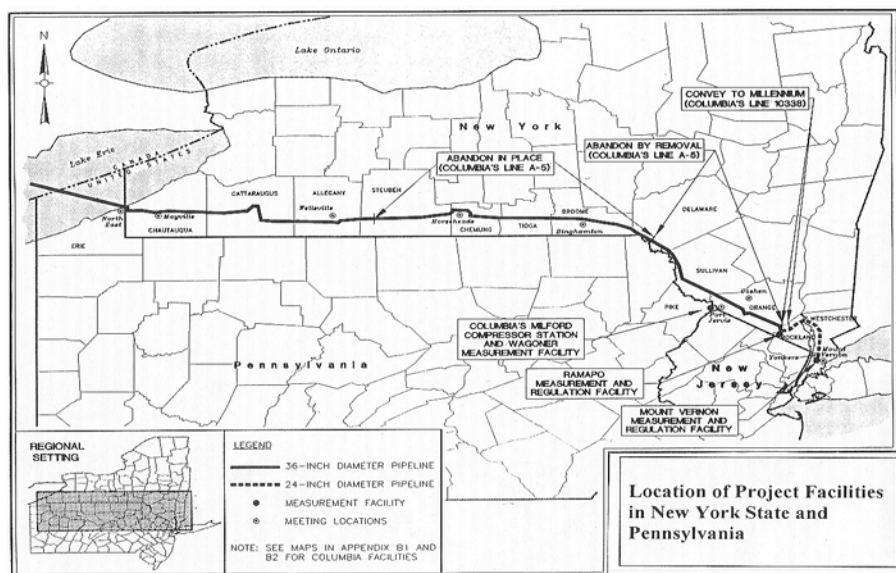 N
Lake Ontario
Lake Erie
CANADA
UNITED STATES
New York
CONVEY TO MILLENNIUM
(COLUMBIA'S LINE 10338)
ABANDON BY REMOVAL
(COLUMBIA'S LINE A-5)
ABANDON IN PLACE
(COLUMBIA'S LINE A-5)
CATTARAUGUS
ALLEGANY
STEUBEN
BROOME
DELAWARE
North
East
Mayville
Wellsville
Horseheads
Binghamton
CHAUTAUQUA
CHEMUNG
TIOGA
ERIE
SULLIVAN
Goshen
ORANGE
PIKE
Port
Jervis
WESTCHESTER
ROCKLAND
Mount
Vernon
Yonkers
COLUMBIA'S MILFORD
COMPRESSOR STATION
AND WAGONER
MEASUREMENT FACILITY
Pennsylvania
New
Jersey
RAMAPO
MEASUREMENT AND
REGULATION FACILITY
MOUNT VERNON
MEASUREMENT AND
REGULATION FACILITY
REGIONAL
SETTING
LEGEND
36-INCH DIAMETER PIPELINE
24-INCH DIAMETER PIPELINE
MEASUREMENT FACILITY
MEETING LOCATIONS
NOTE: SEE MAPS IN APPENDIX B1 AND
B2 FOR COLUMBIA FACILITIES
Location of Project Facilities
in New York State and
Pennsylvania